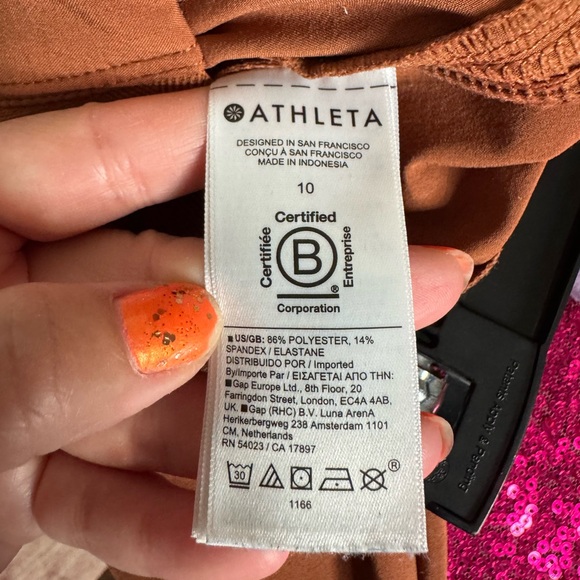 ATHLETA
DESIGNED IN SAN FRANCISCO
CONÇU À SAN FRANCISCO
MADE IN INDONESIA
10
Certified
Certifiée
B
Entreprise
®
Corporation
■ US/GB: 86% POLYESTER, 14%
SPANDEX / ELASTANE
DISTRIBUIDO POR / Imported
By/Importe Par / ΕΙΣΑΓΕΤΑΙ ΑΠΟ ΤΗΝ:
■ Gap Europe Ltd., 8th Floor, 20
Farringdon Street, London, EC4A 4AB,
UK. ■ Gap (RHC) B.V. Luna ArenA
Herikerbergweg 238 Amsterdam 1101
CM, Netherlands
RN 54023 / CA 17897
30
®
1166